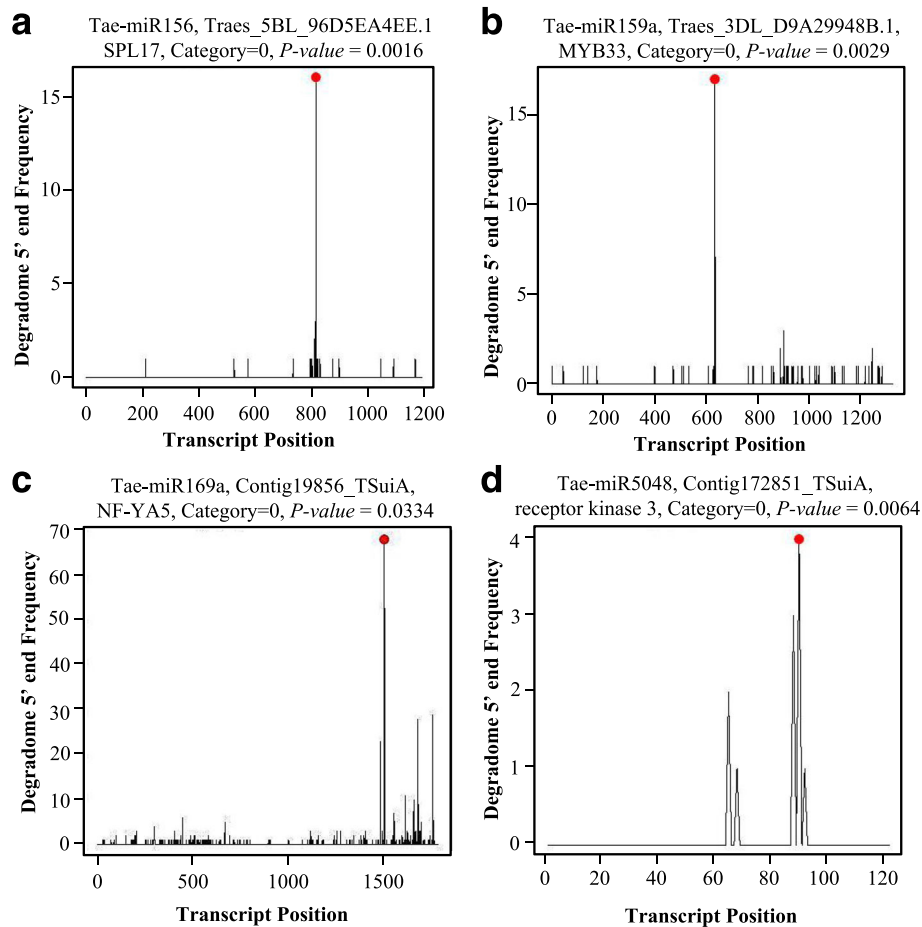 a
Tae-miR156, Traes_5BL_96D5EA4EE.1
SPL17, Category=0, P-value = 0.0016
Degradome 5' end Frequency
15
10
5
0
0 200 400 600 800 1000 1200
Transcript Position
b
Tae-miR159a, Traes_3DL_D9A29948B.1,
MYB33, Category=0, P-value = 0.0029
Degradome 5' end Frequency
15
10
5
0
0 200 400 600 800 1000 1200
Transcript Position
c
Tae-miR169a, Contig19856_TSuiA,
NF-YA5, Category=0, P-value = 0.0334
Degradome 5' end Frequency
70
60
50
40
30
20
10
0
0 500 1000 1500
Transcript Position
d
Tae-miR5048, Contig172851_TSuiA,
receptor kinase 3, Category=0, P-value = 0.0064
Degradome 5' end Frequency
4
3
2
1
0
0 20 40 60 80 100 120
Transcript Position